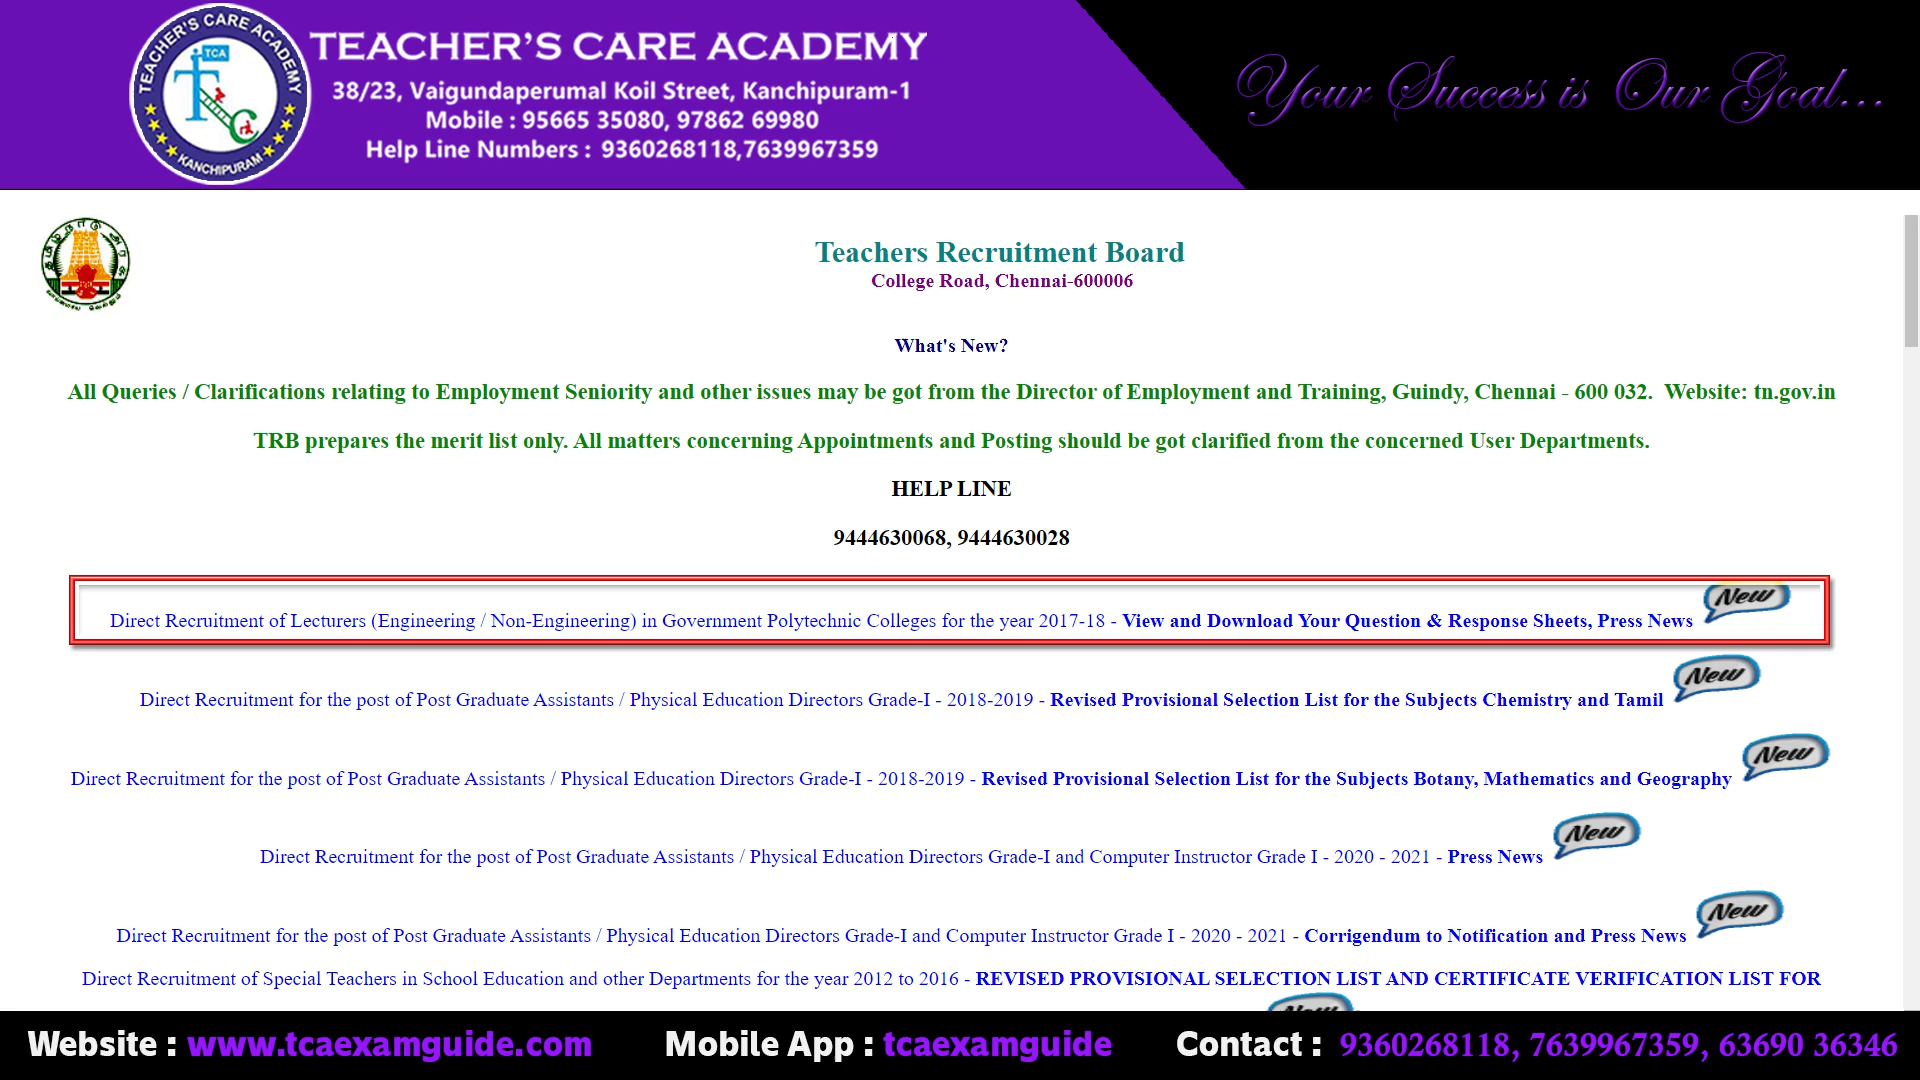 TEACHER'S CARE ACADEMY
KANCHIPURAM
TCA
TEACHER'S CARE ACADEMY
38/23, Vaigundaperumal Koil Street, Kanchipuram-1
Mobile : 95665 35080, 97862 69980
Help Line Numbers : 9360268118,7639967359
Your Success is Our Goal...
Teachers Recruitment Board
College Road, Chennai-600006
What's New?
All Queries / Clarifications relating to Employment Seniority and other issues may be got from the Director of Employment and Training, Guindy, Chennai - 600 032. Website: tn.gov.in
TRB prepares the merit list only. All matters concerning Appointments and Posting should be got clarified from the concerned User Departments.
HELP LINE
9444630068, 9444630028
Direct Recruitment of Lecturers (Engineering / Non-Engineering) in Government Polytechnic Colleges for the year 2017-18 - View and Download Your Question & Response Sheets, Press News New
Direct Recruitment for the post of Post Graduate Assistants / Physical Education Directors Grade-I - 2018-2019 - Revised Provisional Selection List for the Subjects Chemistry and Tamil New
Direct Recruitment for the post of Post Graduate Assistants / Physical Education Directors Grade-I - 2018-2019 - Revised Provisional Selection List for the Subjects Botany, Mathematics and Geography New
Direct Recruitment for the post of Post Graduate Assistants / Physical Education Directors Grade-I and Computer Instructor Grade I - 2020 - 2021 - Press News New
Direct Recruitment for the post of Post Graduate Assistants / Physical Education Directors Grade-I and Computer Instructor Grade I - 2020 - 2021 - Corrigendum to Notification and Press News New
Direct Recruitment of Special Teachers in School Education and other Departments for the year 2012 to 2016 - REVISED PROVISIONAL SELECTION LIST AND CERTIFICATE VERIFICATION LIST FOR
New
Website : www.tcaexamguide.com Mobile App : tcaexamguide Contact : 9360268118, 7639967359, 63690 36346